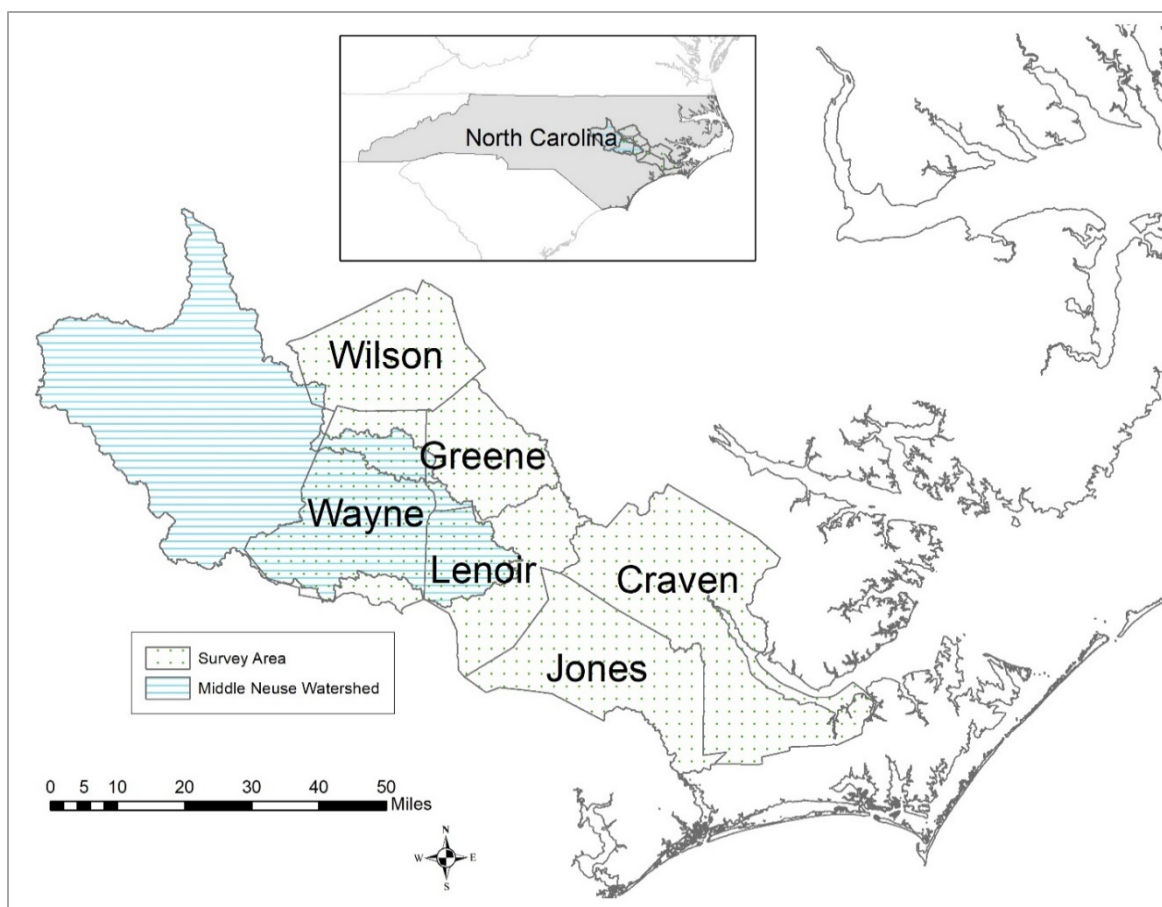 North Carolina
Wilson
Greene
Wayne
Lenoir
Craven
Jones
Survey Area
Middle Neuse Watershed
0 5 10 20 30 40 50
Miles
N
W E
S